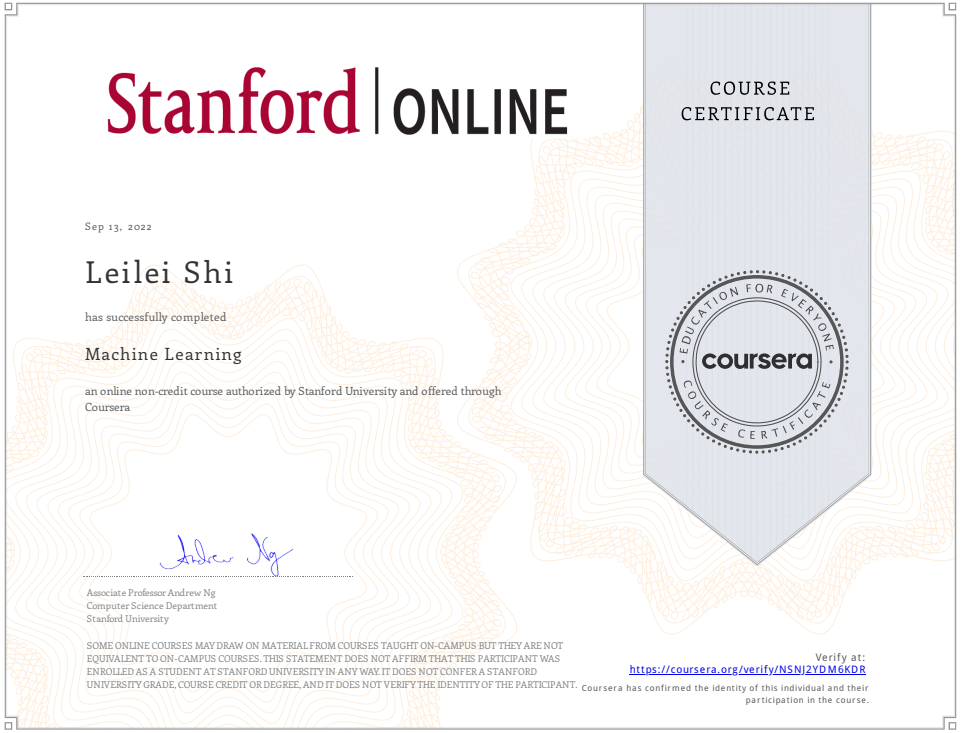 Stanford | ONLINE
COURSE
CERTIFICATE
Sep 13, 2022
Leilei Shi
has successfully completed
Machine Learning
an online non-credit course authorized by Stanford University and offered through
Coursera
EDUCATION FOR EVERYONE
coursera
COURSE CERTIFICATE
Andrew Ng
Associate Professor Andrew Ng
Computer Science Department
Stanford University
SOME ONLINE COURSES MAY DRAW ON MATERIAL FROM COURSES TAUGHT ON-CAMPUS BUT THEY ARE NOT
EQUIVALENT TO ON-CAMPUS COURSES. THIS STATEMENT DOES NOT AFFIRM THAT THIS PARTICIPANT WAS
ENROLLED AS A STUDENT AT STANFORD UNIVERSITY IN ANY WAY. IT DOES NOT CONFER A STANFORD
UNIVERSITY GRADE, COURSE CREDIT OR DEGREE, AND IT DOES NOT VERIFY THE IDENTITY OF THE PARTICIPANT.
Verify at:
https://coursera.org/verify/NSNJ2YDM6KDR
Coursera has confirmed the identity of this individual and their
participation in the course.